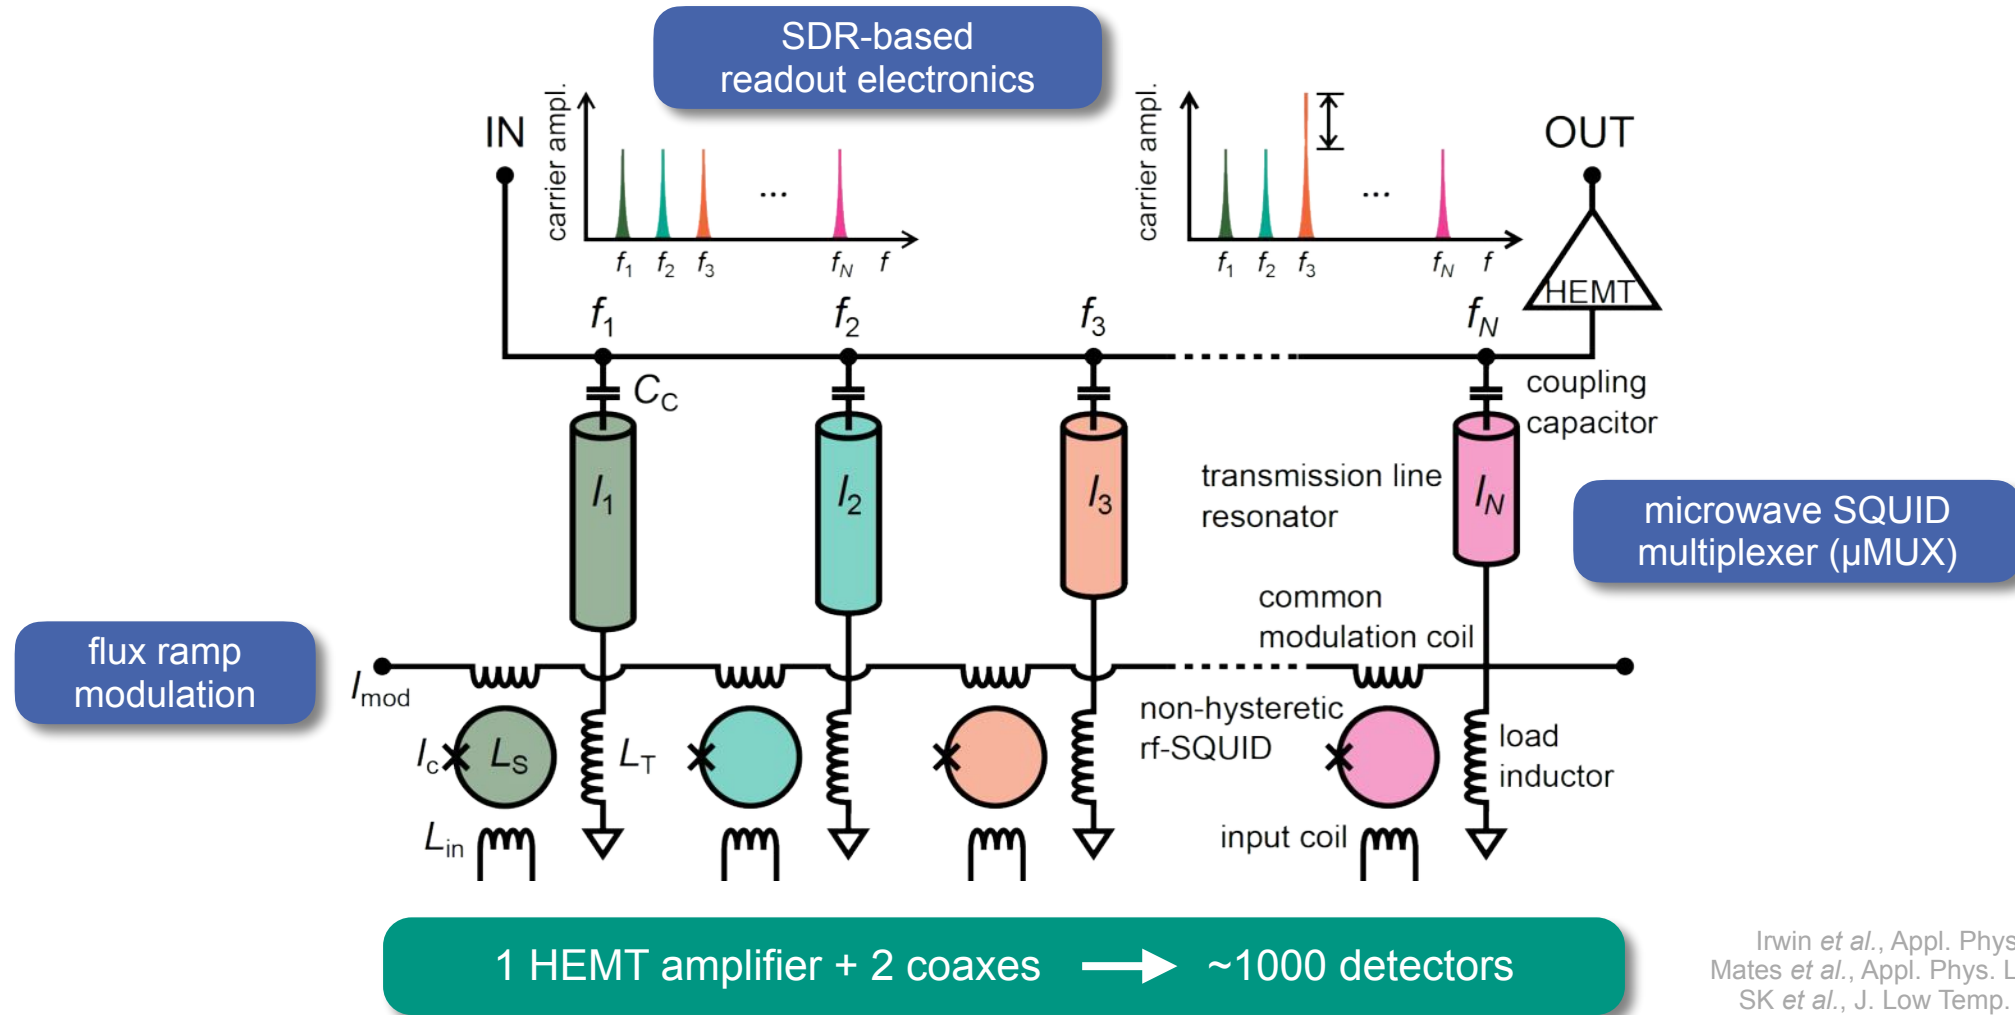 SDR-based
readout electronics
IN
carrier ampl.
...
f1 f2 f3 fN f
carrier ampl.
...
f1 f2 f3 fN f
OUT
HEMT
f1 f2 f3 fN
CC
coupling
capacitor
l1 l2 l3 lN
transmission line
resonator
microwave SQUID
multiplexer (µMUX)
common
modulation coil
flux ramp
modulation
Imod
non-hysteretic
rf-SQUID
Ic LS LT
load
inductor
Lin
input coil
1 HEMT amplifier + 2 coaxes → ~1000 detectors
Irwin et al., Appl. Phys
Mates et al., Appl. Phys. L
SK et al., J. Low Temp.